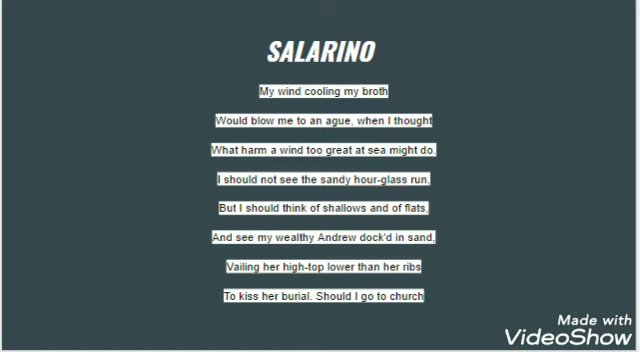 SALARINO
My wind cooling my broth
Would blow me to an ague, when I thought
What harm a wind too great at sea might do.
I should not see the sandy hour-glass run,
But I should think of shallows and of flats,
And see my wealthy Andrew dock'd in sand,
Vailing her high-top lower than her ribs
To kiss her burial. Should I go to church
Made with
VideoShow